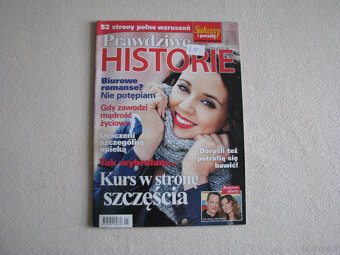 52 strony pełne wzruszeń
Sukcesy
i porażki
Prawdziwe
HISTORIE
Biurowe
romanse?
Nie potępiam
Gdy zawodzi
mądrość
życiowa
Otoczeni
szczególną
opieką
Dorośli też
potrafią się
bawić!
Tak wybrałam...
Kurs w stronę
szczęścia